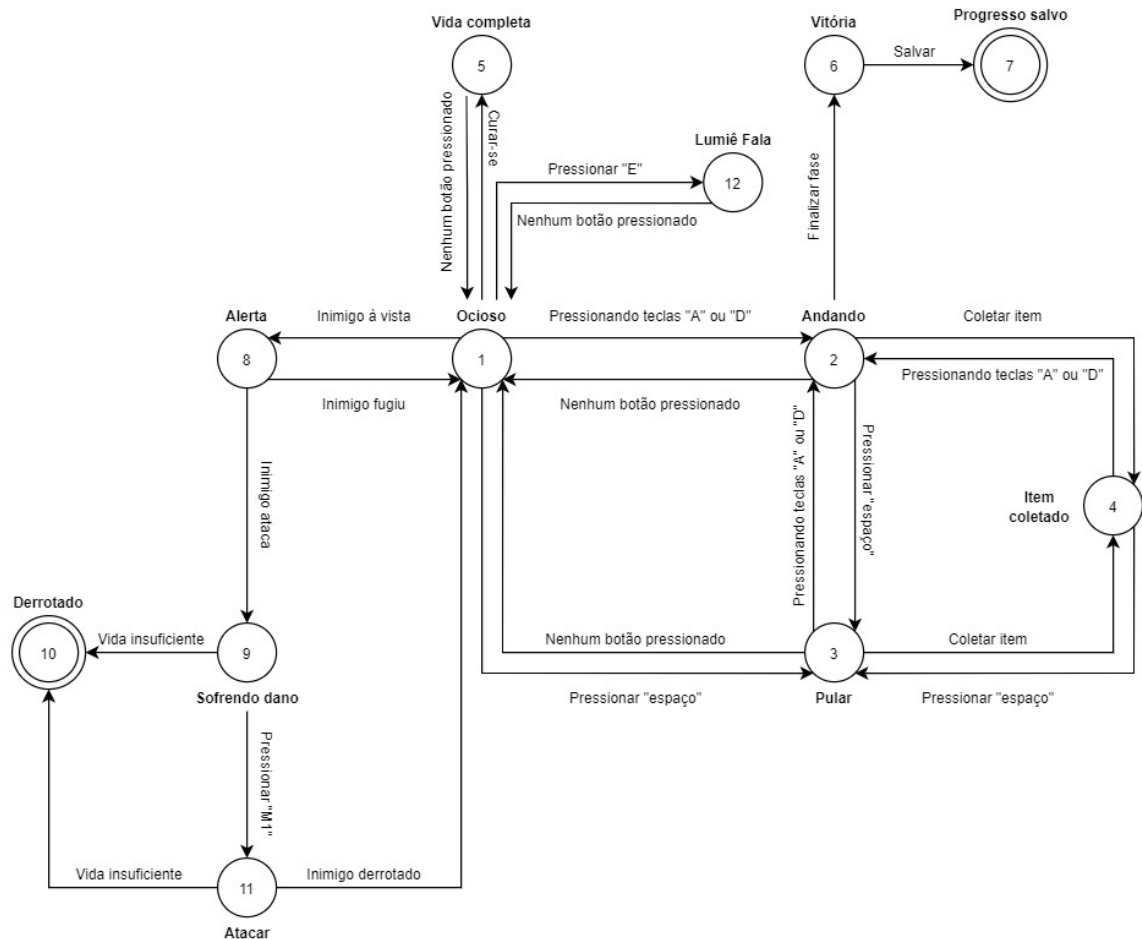 Vida completa
5
Vitória
6
Salvar
Progresso salvo
7
Nenhum botão pressionado
Curar-se
Lumiê Fala
12
Pressionar "E"
Nenhum botão pressionado
Finalizar fase
Alerta
8
Inimigo à vista
Ocioso
1
Pressionando teclas "A" ou "D"
Andando
2
Coletar item
Pressionando teclas "A" ou "D"
Inimigo fugiu
Nenhum botão pressionado
Inimigo ataca
Pressionando teclas "A" ou "D"
Pressionar "espaço"
Item
coletado
4
Derrotado
10
Vida insuficiente
9
Sofrendo dano
Nenhum botão pressionado
3
Pular
Coletar item
Pressionar "espaço"
Pressionar "espaço"
Pressionar "M1"
Vida insuficiente
11
Atacar
Inimigo derrotado